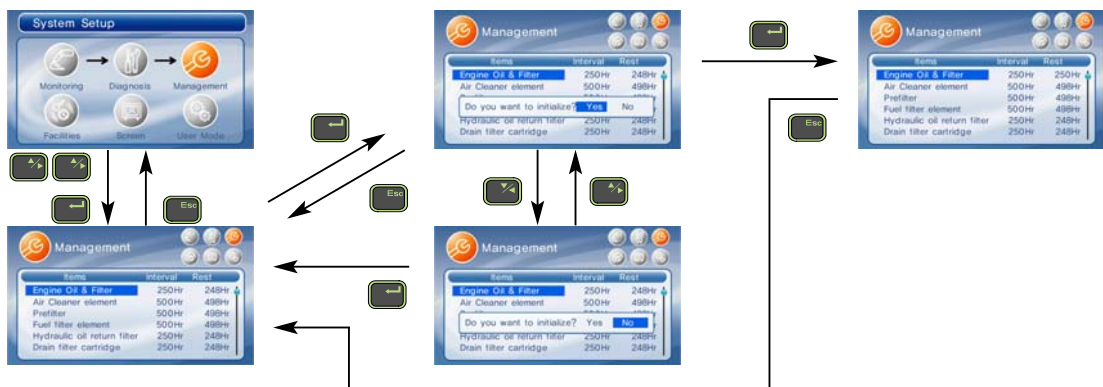 System Setup
Monitoring Diagnosis Management
Facilities Screen User Mode
Esc
Management
Items Interval Rest
Engine Oil & Filter 250Hr 248Hr
Air Cleaner element 500Hr 498Hr
Prefilter 500Hr 498Hr
Fuel filter element 500Hr 498Hr
Hydraulic oil return filter 250Hr 248Hr
Drain filter cartridge 250Hr 248Hr
Esc
Management
Items Interval Rest
Engine Oil & Filter 250Hr 248Hr
Air Cleaner element 500Hr 498Hr
Do you want to initialize? Yes No
Hydraulic oil return filter 250Hr 248Hr
Drain filter cartridge 250Hr 248Hr
Management
Items Interval Rest
Engine Oil & Filter 250Hr 248Hr
Air Cleaner element 500Hr 498Hr
Do you want to initialize? Yes No
Hydraulic oil return filter 250Hr 248Hr
Drain filter cartridge 250Hr 248Hr
Management
Items Interval Rest
Engine Oil & Filter 250Hr 250Hr
Air Cleaner element 500Hr 498Hr
Prefilter 500Hr 498Hr
Fuel filter element 500Hr 498Hr
Hydraulic oil return filter 250Hr 248Hr
Drain filter cartridge 250Hr 248Hr
Esc